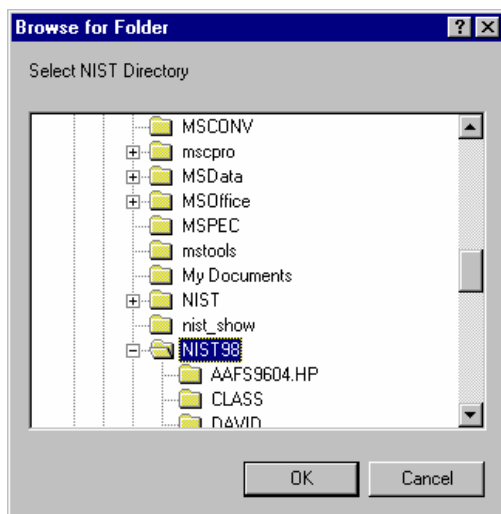 Browse for Folder
Select NIST Directory
MSCONV
mscpro
MSData
MSOffice
MSPEC
mstools
My Documents
NIST
nist_show
NIST98
AAFS9604.HP
CLASS
DAVID
OK Cancel